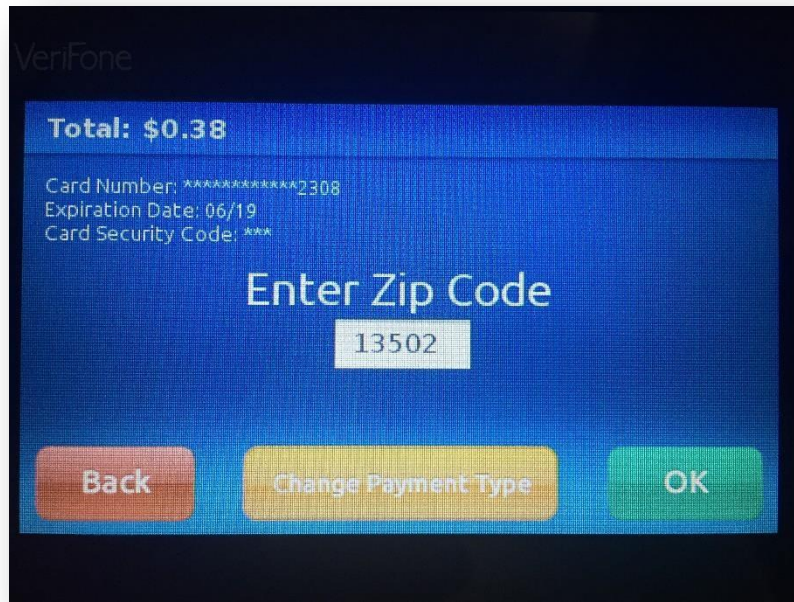 VeriFone
Total: $0.38
Card Number: ************2308
Expiration Date: 06/19
Card Security Code: ***
Enter Zip Code
13502
Back
Change Payment Type
OK